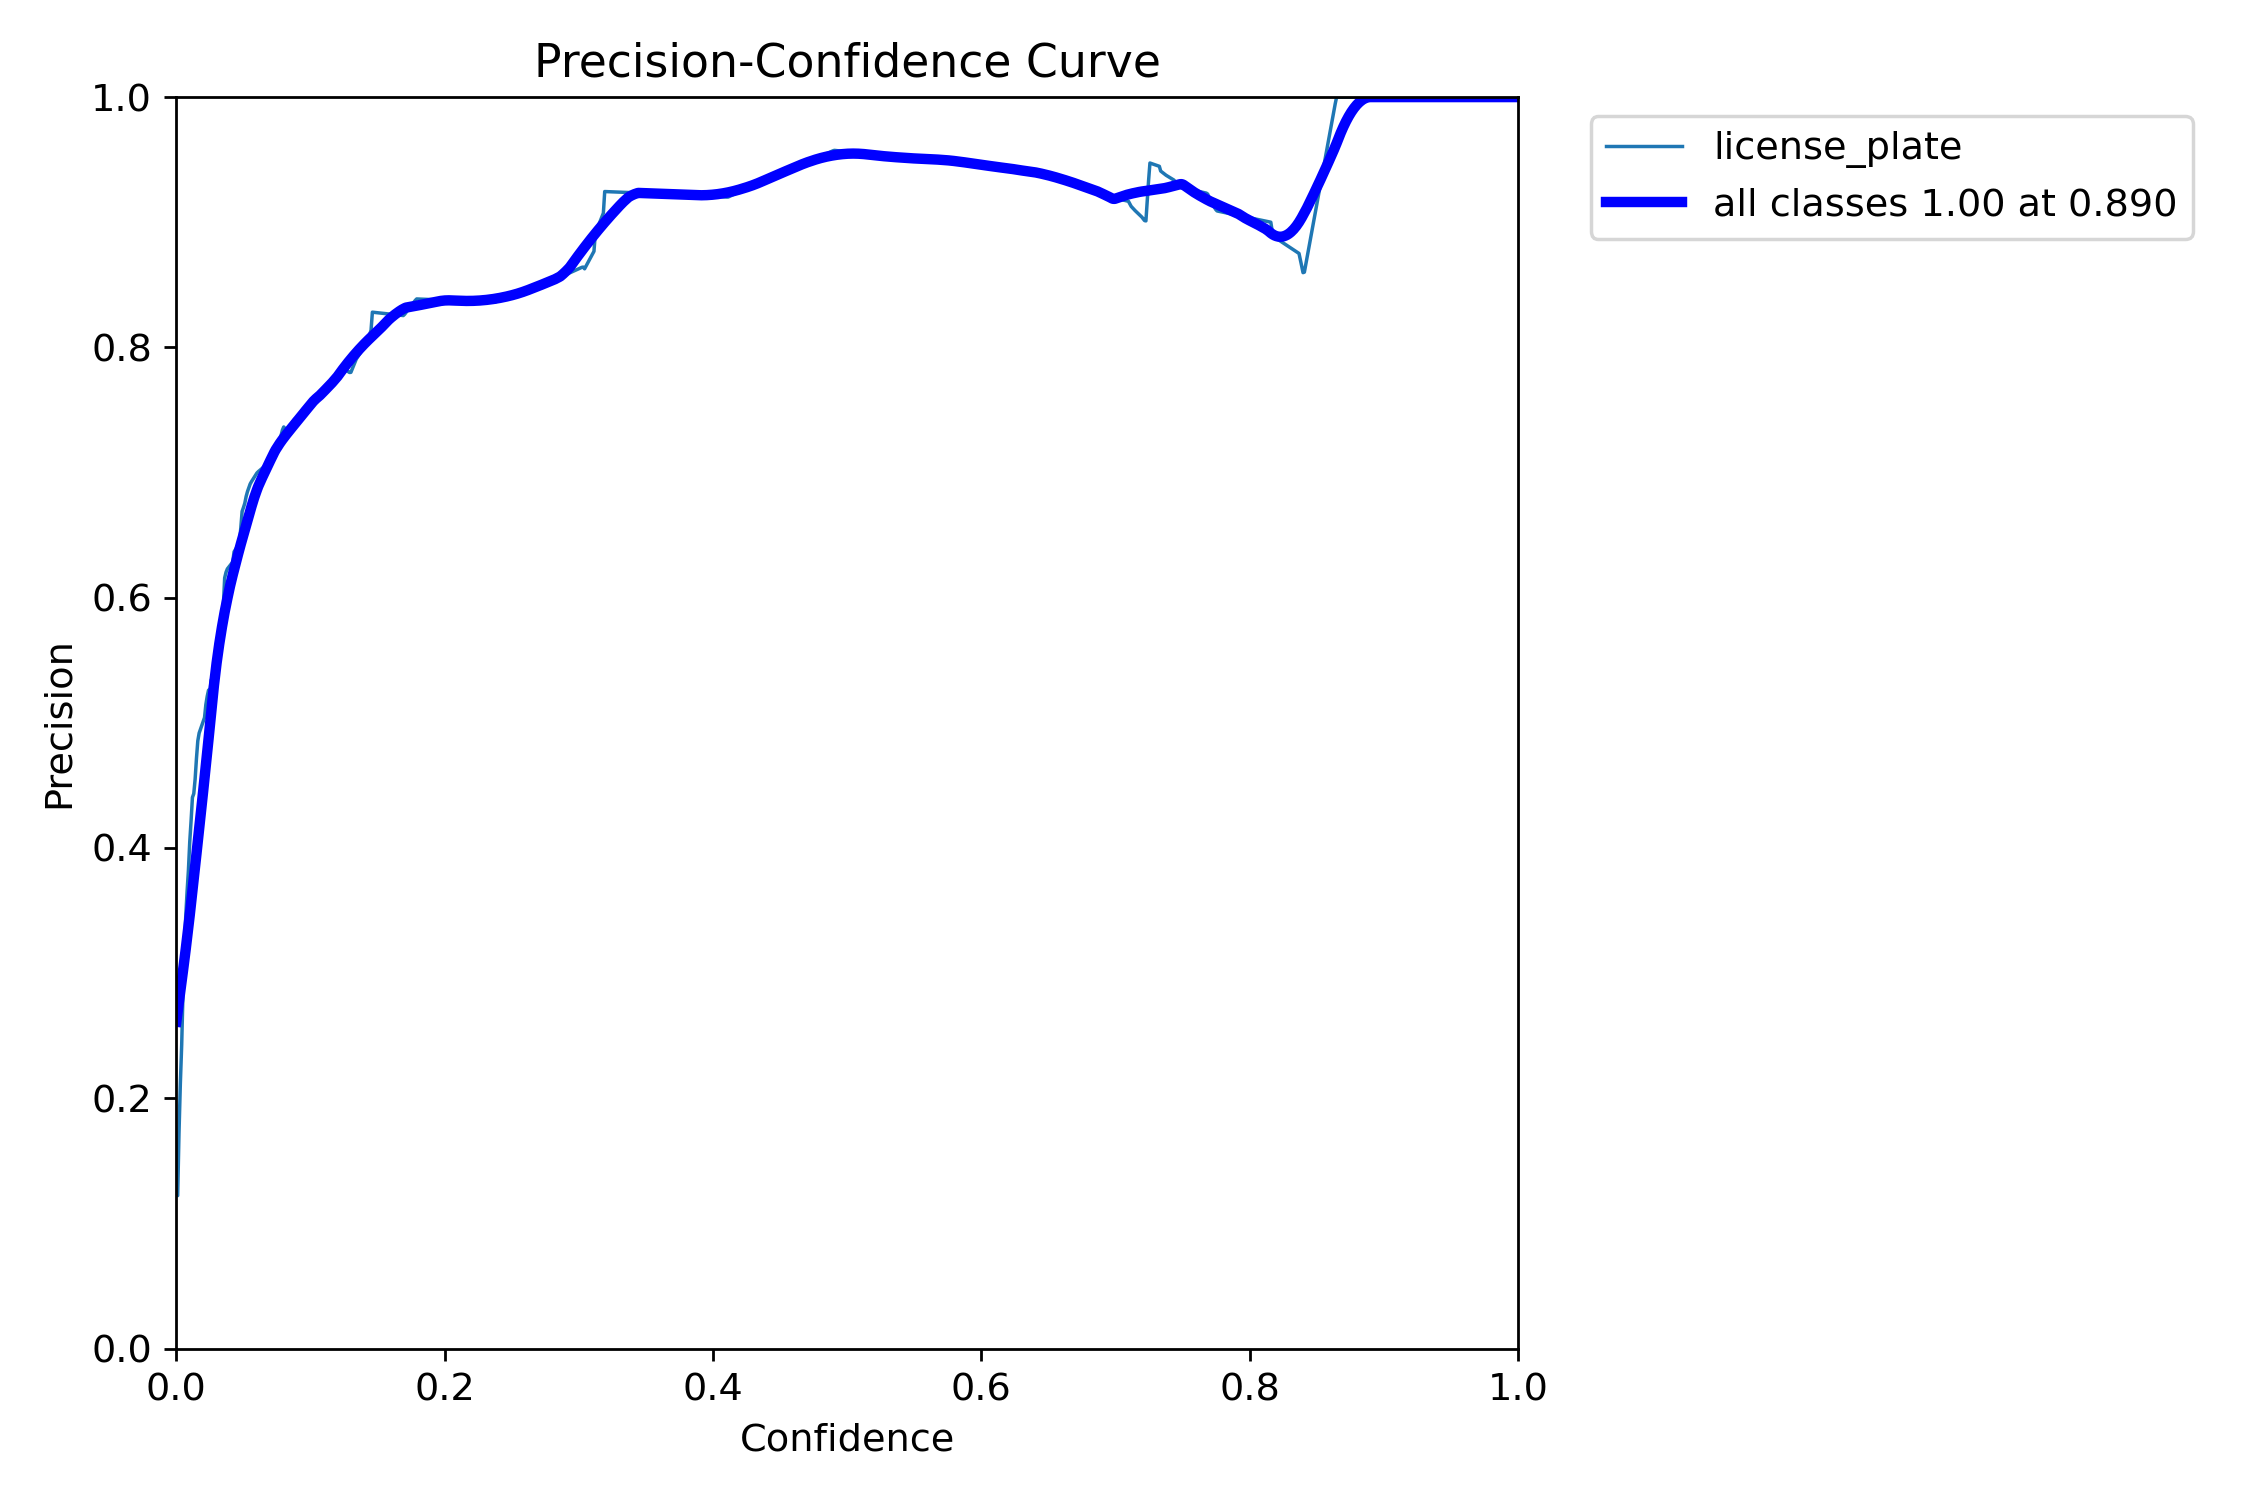 Precision-Confidence Curve
1.0
0.8
0.6
0.4
0.2
0.0
Precision
0.0 0.2 0.4 0.6 0.8 1.0
Confidence
license_plate
all classes 1.00 at 0.890